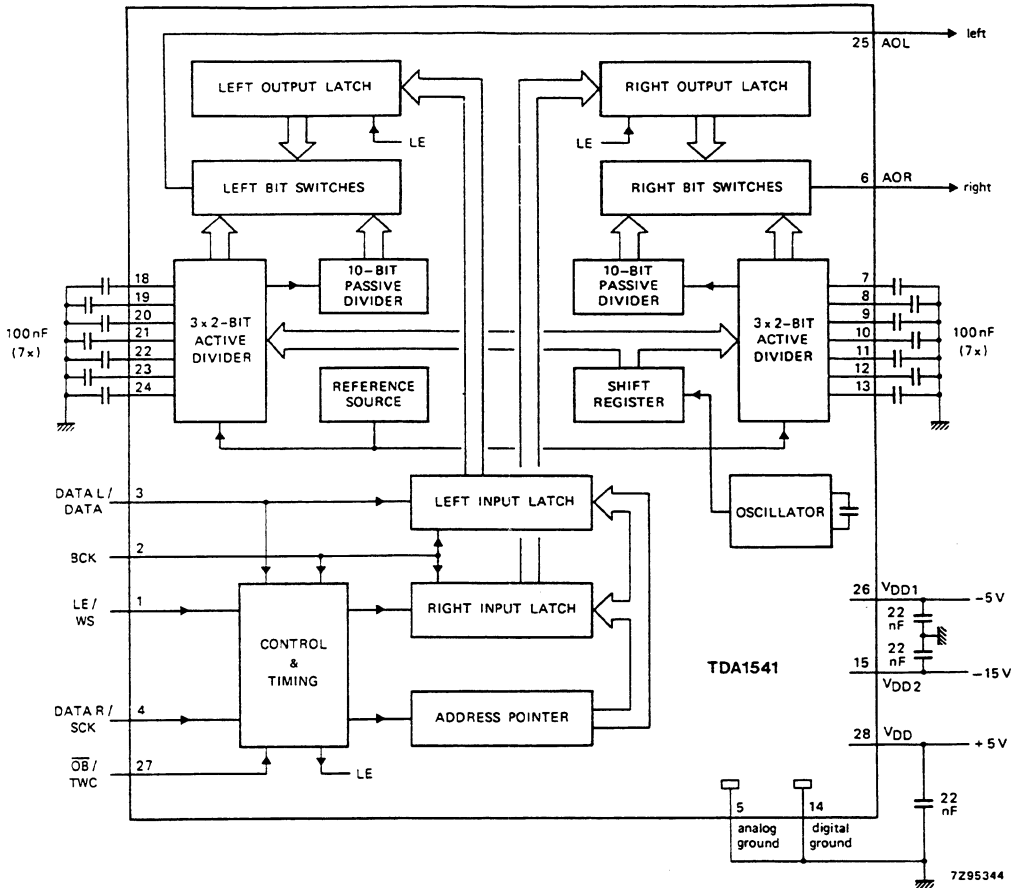 left
25 AOL
LEFT OUTPUT LATCH
RIGHT OUTPUT LATCH
LE
LE
LEFT BIT SWITCHES
RIGHT BIT SWITCHES
6 AOR
right
10-BIT
PASSIVE
DIVIDER
10-BIT
PASSIVE
DIVIDER
18
19
20
21
22
23
24
100nF
(7x)
3 x 2-BIT
ACTIVE
DIVIDER
3 x 2-BIT
ACTIVE
DIVIDER
7
8
9
10
11
12
13
100nF
(7x)
REFERENCE
SOURCE
SHIFT
REGISTER
DATA L/
DATA
3
LEFT INPUT LATCH
OSCILLATOR
BCK
2
LE/
WS
1
RIGHT INPUT LATCH
CONTROL
&
TIMING
DATA R/
SCK
4
ADDRESS POINTER
O̅B̅/
TWC
27
LE
TDA1541
26 VDD1
-5V
22
nF
22
nF
15
VDD2
-15V
28 VDD
+5V
22
nF
5
analog
ground
14
digital
ground
7Z95344